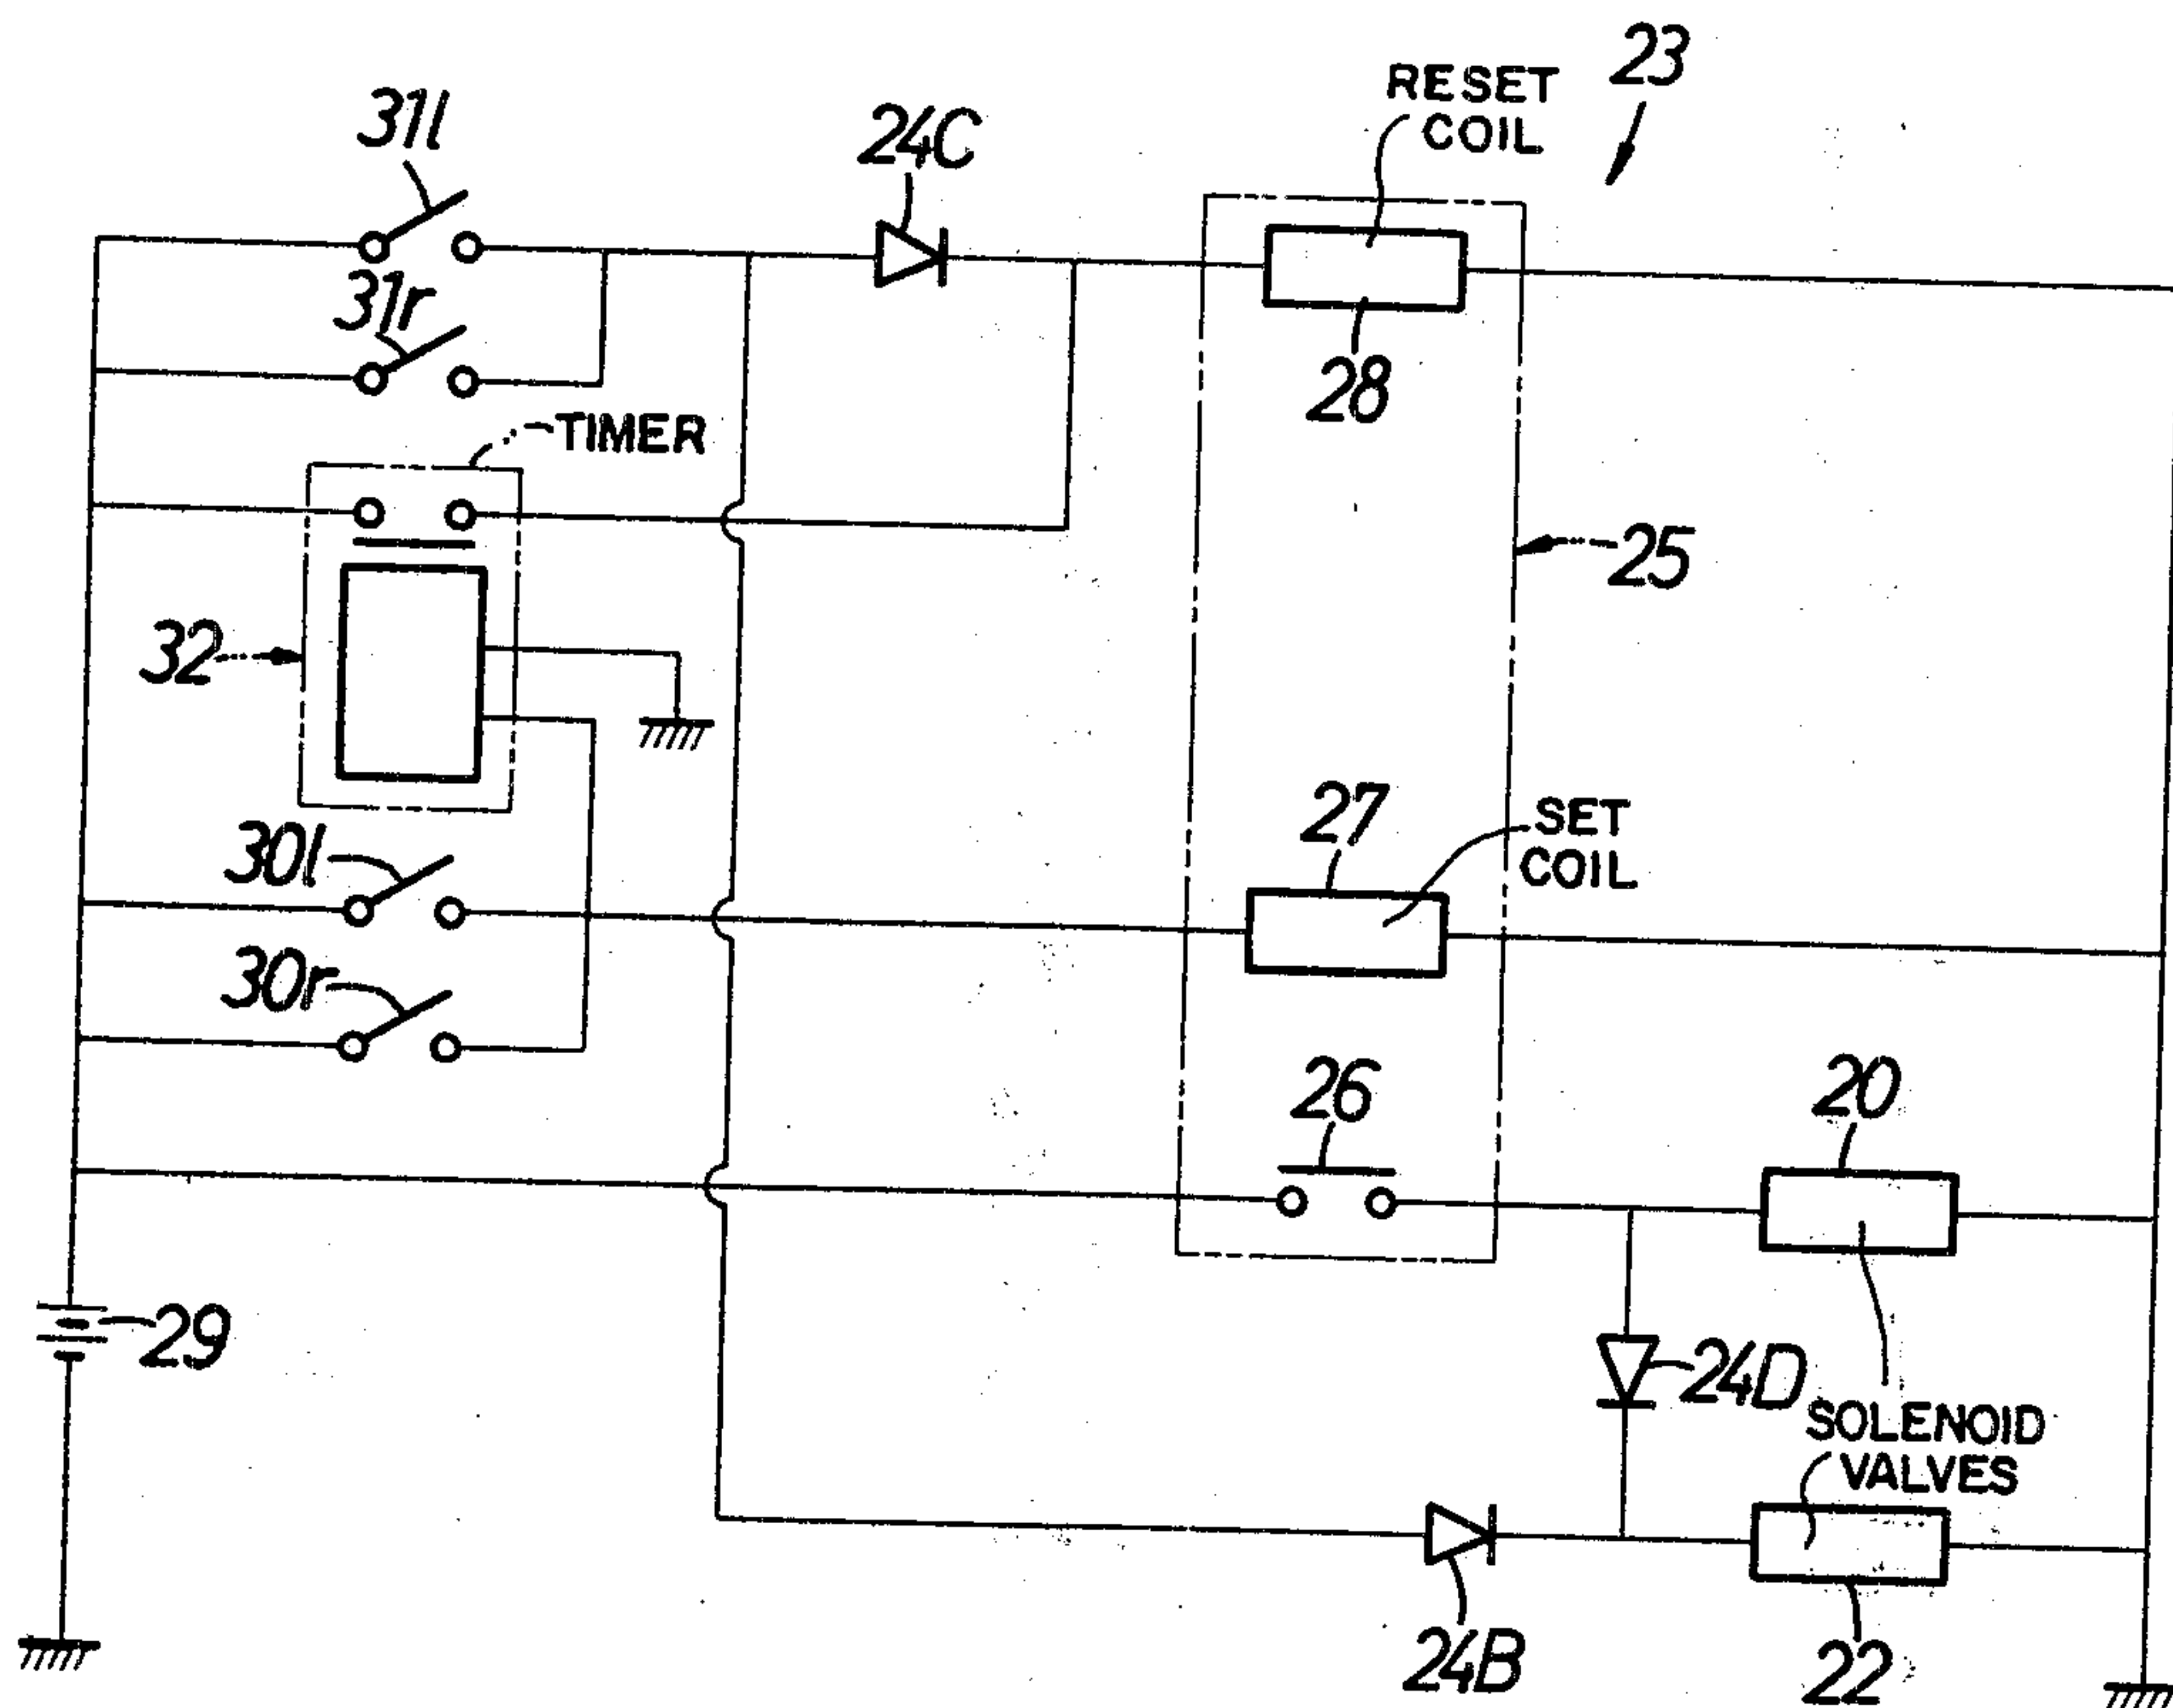 23
RESET
COIL
31l
24C
31r
28
TIMER
25
32
27
SET
COIL
30l
30r
26
20
29
24D
SOLENOID
VALVES
24B
22